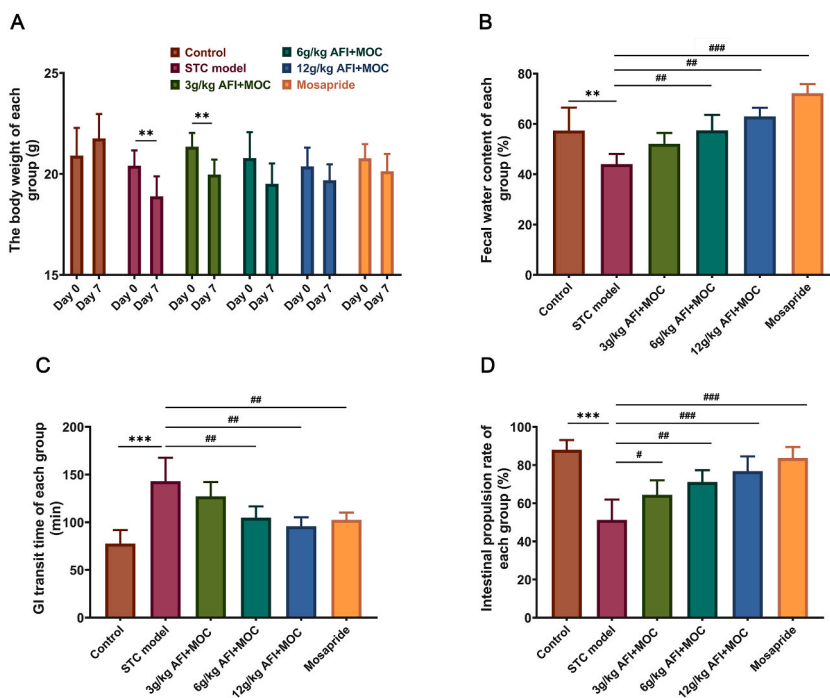 A
Control
STC model
3g/kg AFI+MOC
6g/kg AFI+MOC
12g/kg AFI+MOC
Mosapride
The body weight of each
group (g)
25
20
15
**
**
Day 0
Day 7
Day 0
Day 7
Day 0
Day 7
Day 0
Day 7
Day 0
Day 7
Day 0
Day 7
B
Fecal water content of each
group (%)
80
60
40
20
0
**
##
##
###
Control
STC model
3g/kg AFI+MOC
6g/kg AFI+MOC
12g/kg AFI+MOC
Mosapride
C
GI transit time of each group
(min)
200
150
100
50
0
***
##
##
##
Control
STC model
3g/kg AFI+MOC
6g/kg AFI+MOC
12g/kg AFI+MOC
Mosapride
D
Intestinal propulsion rate of
each group (%)
100
80
60
40
20
0
***
#
##
###
###
Control
STC model
3g/kg AFI+MOC
6g/kg AFI+MOC
12g/kg AFI+MOC
Mosapride